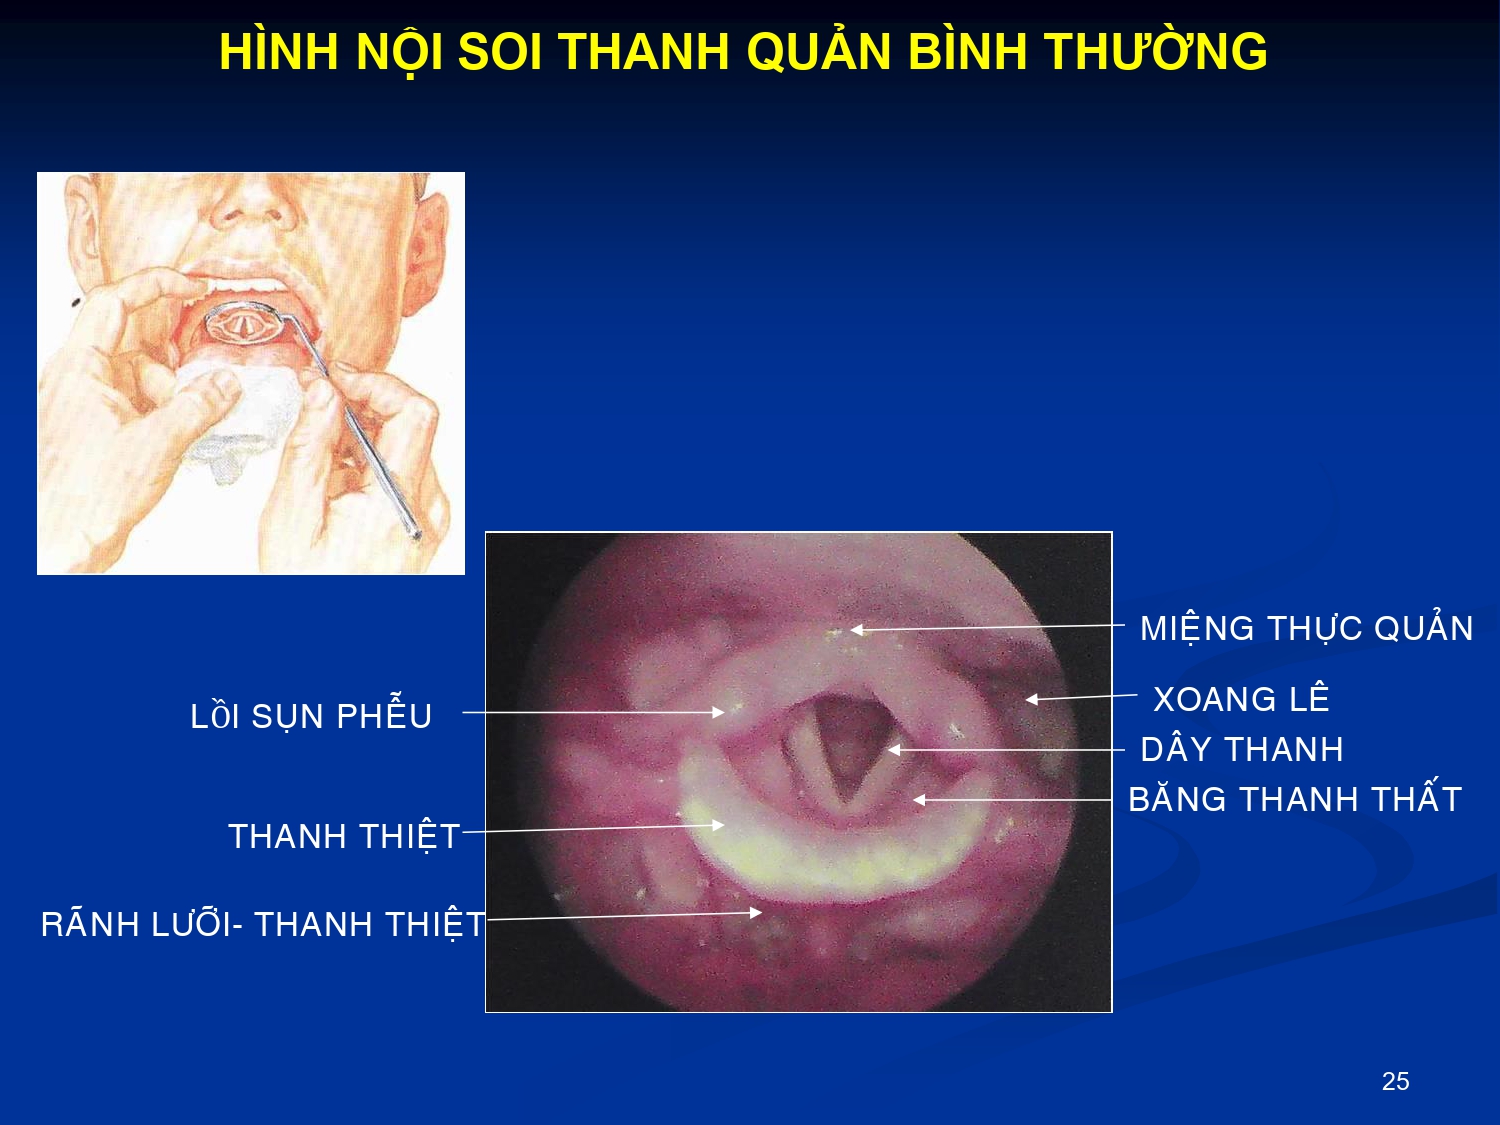 HÌNH NỘI SOI THANH QUẢN BÌNH THƯỜNG
MIỆNG THỰC QUẢN
XOANG LÊ
LỒI SỤN PHỄU
DÂY THANH
BĂNG THANH THẤT
THANH THIỆT
RÃNH LƯỠI- THANH THIỆT
25